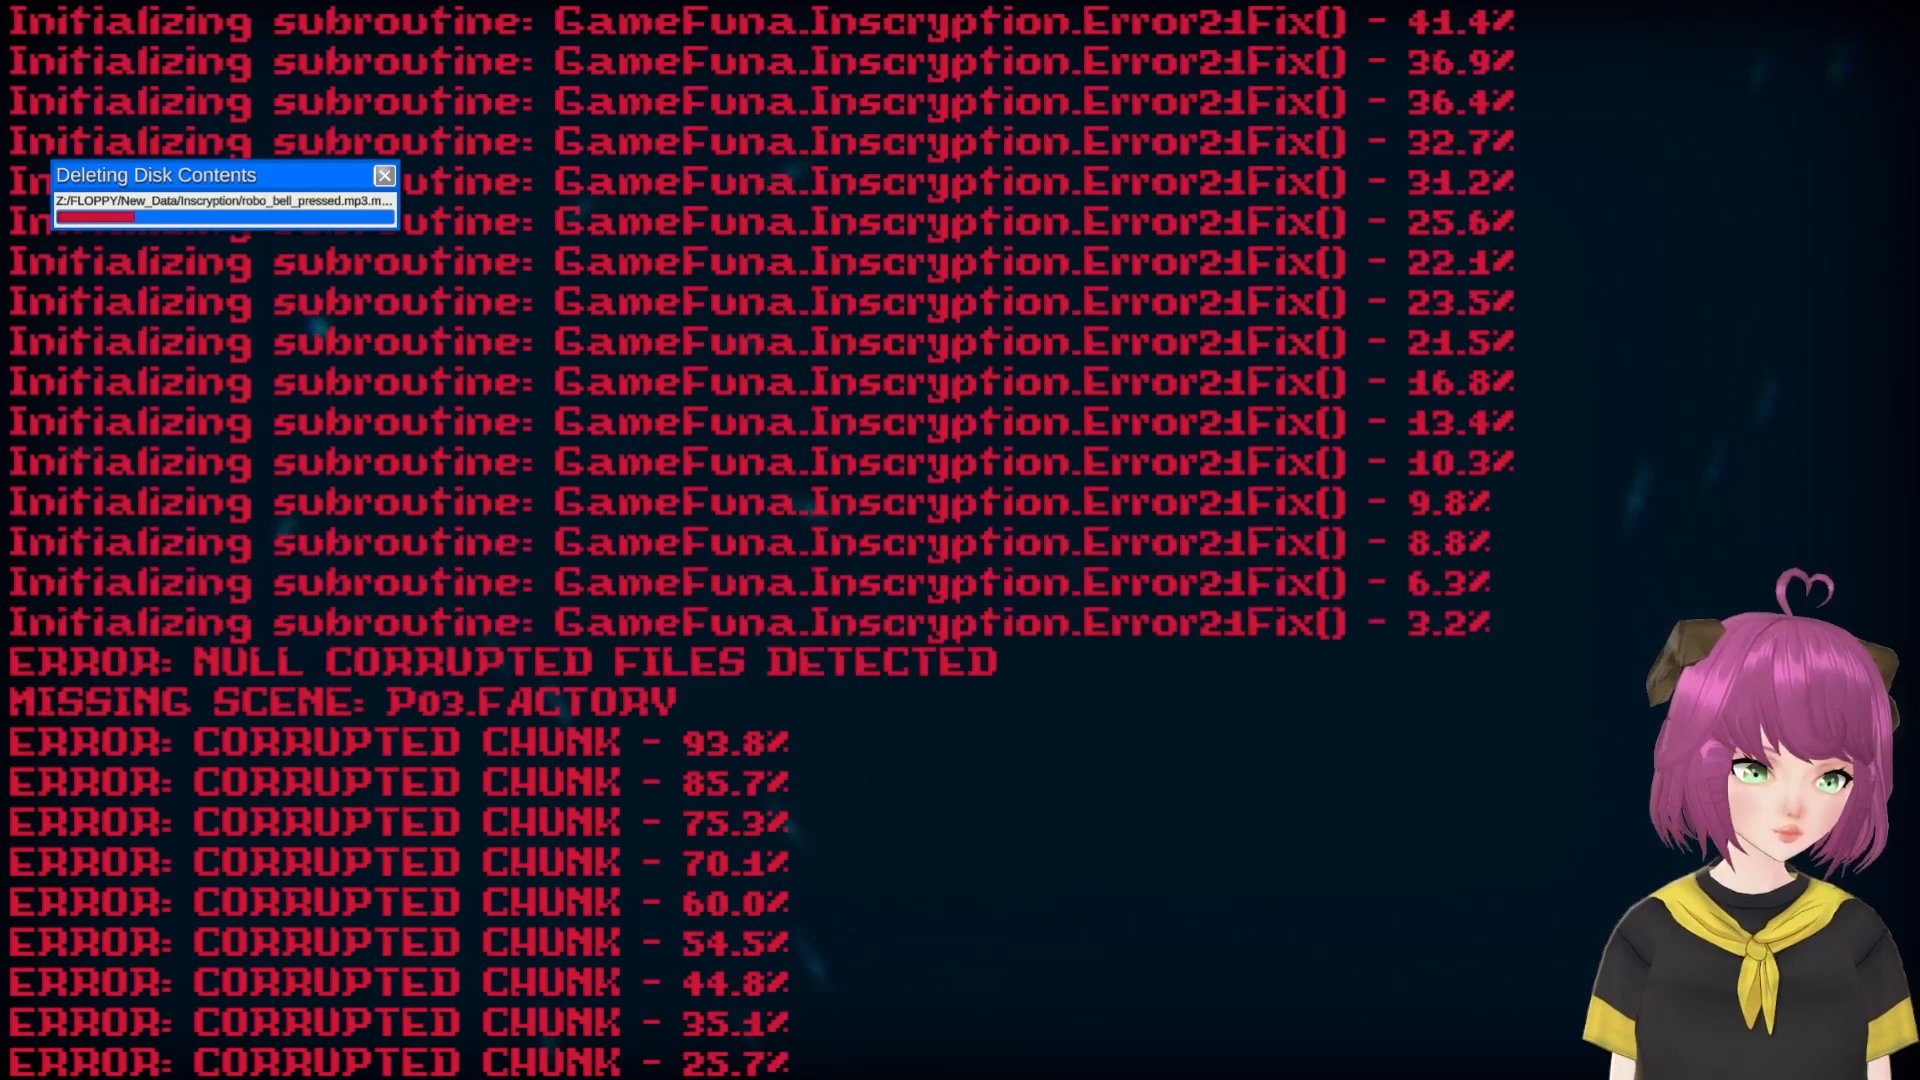 Initializing subroutine: GameFuna.Inscryption.Error21Fix() - 41.4%
Initializing subroutine: GameFuna.Inscryption.Error21Fix() - 36.9%
Initializing subroutine: GameFuna.Inscryption.Error21Fix() - 36.4%
Initializing subroutine: GameFuna.Inscryption.Error21Fix() - 32.7%
Deleting Disk Contents
Z:/FLOPPY/New_Data/Inscryption/robo_bell_pressed.mp3.m...
In utine: GameFuna.Inscryption.Error21Fix() - 31.2%
In utine: GameFuna.Inscryption.Error21Fix() - 25.6%
Initializing subroutine: GameFuna.Inscryption.Error21Fix() - 22.1%
Initializing subroutine: GameFuna.Inscryption.Error21Fix() - 23.5%
Initializing subroutine: GameFuna.Inscryption.Error21Fix() - 21.5%
Initializing subroutine: GameFuna.Inscryption.Error21Fix() - 16.8%
Initializing subroutine: GameFuna.Inscryption.Error21Fix() - 13.4%
Initializing subroutine: GameFuna.Inscryption.Error21Fix() - 10.3%
Initializing subroutine: GameFuna.Inscryption.Error21Fix() - 9.8%
Initializing subroutine: GameFuna.Inscryption.Error21Fix() - 8.8%
Initializing subroutine: GameFuna.Inscryption.Error21Fix() - 6.3%
Initializing subroutine: GameFuna.Inscryption.Error21Fix() - 3.2%
ERROR: NULL CORRUPTED FILES DETECTED
MISSING SCENE: P03.FACTORY
ERROR: CORRUPTED CHUNK - 93.8%
ERROR: CORRUPTED CHUNK - 85.7%
ERROR: CORRUPTED CHUNK - 75.3%
ERROR: CORRUPTED CHUNK - 70.1%
ERROR: CORRUPTED CHUNK - 60.0%
ERROR: CORRUPTED CHUNK - 54.5%
ERROR: CORRUPTED CHUNK - 44.8%
ERROR: CORRUPTED CHUNK - 35.1%
ERROR: CORRUPTED CHUNK - 25.7%